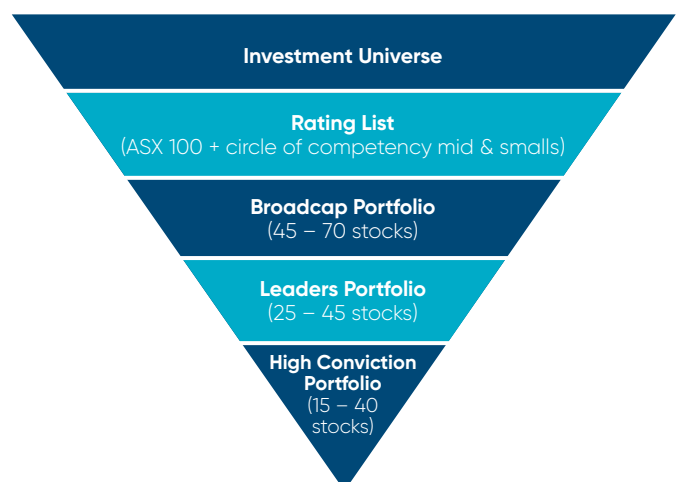 Investment Universe
Rating List
(ASX 100 + circle of competency mid & smalls)
Broadcap Portfolio
(45 – 70 stocks)
Leaders Portfolio
(25 – 45 stocks)
High Conviction
Portfolio
(15 – 40
stocks)